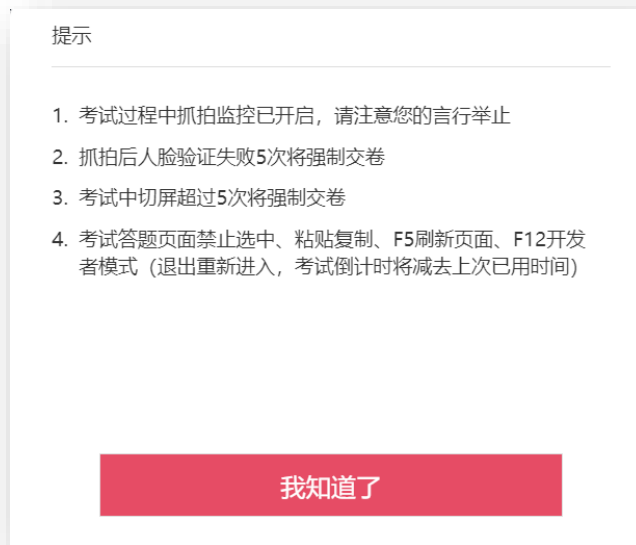 提示
1. 考试过程中抓拍监控已开启，请注意您的言行举止
2. 抓拍后人脸验证失败5次将强制交卷
3. 考试中切屏超过5次将强制交卷
4. 考试答题页面禁止选中、粘贴复制、F5刷新页面、F12开发
者模式（退出重新进入，考试倒计时将减去上次已用时间）
我知道了